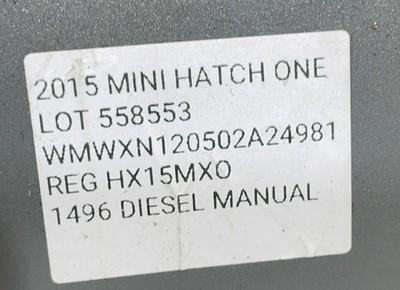 2015 MINI HATCH ONE
LOT 558553
WMWXN120502A24981
REG HX15MXO
1496 DIESEL MANUAL